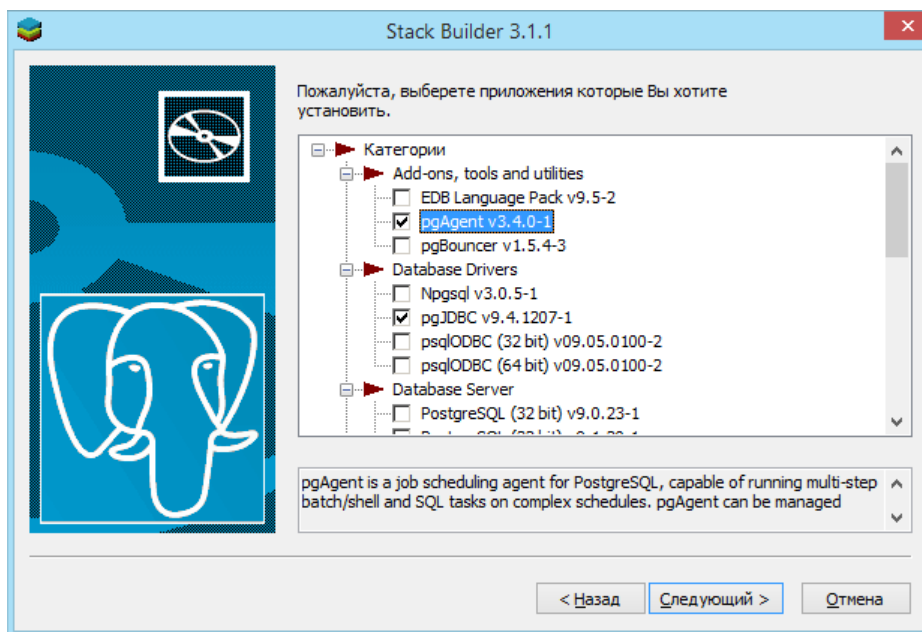 Stack Builder 3.1.1
Пожалуйста, выберете приложения которые Вы хотите
установить.
Категории
Add-ons, tools and utilities
EDB Language Pack v9.5-2
pgAgent v3.4.0-1
pgBouncer v1.5.4-3
Database Drivers
Npgsql v3.0.5-1
pgJDBC v9.4.1207-1
psqlODBC (32 bit) v09.05.0100-2
psqlODBC (64 bit) v09.05.0100-2
Database Server
PostgreSQL (32 bit) v9.0.23-1
pgAgent is a job scheduling agent for PostgreSQL, capable of running multi-step
batch/shell and SQL tasks on complex schedules. pgAgent can be managed
< Назад
Следующий >
Отмена